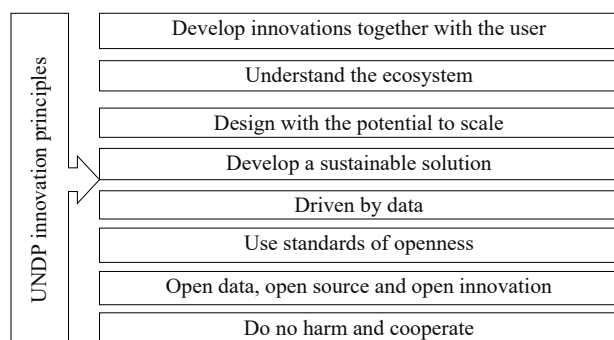 UNDP innovation principles
Develop innovations together with the user
Understand the ecosystem
Design with the potential to scale
Develop a sustainable solution
Driven by data
Use standards of openness
Open data, open source and open innovation
Do no harm and cooperate